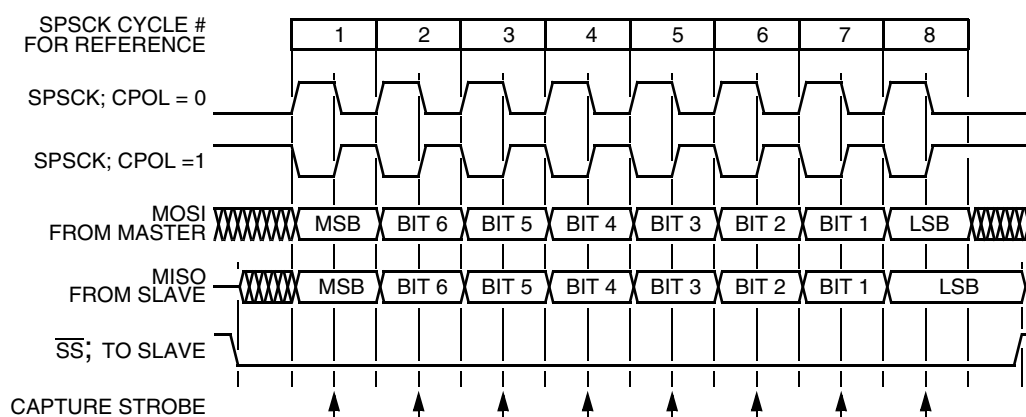 SPSCK CYCLE #
FOR REFERENCE
1 2 3 4 5 6 7 8
SPSCK; CPOL = 0
SPSCK; CPOL =1
MOSI
FROM MASTER
MSB BIT 6 BIT 5 BIT 4 BIT 3 BIT 2 BIT 1 LSB
MISO
FROM SLAVE
MSB BIT 6 BIT 5 BIT 4 BIT 3 BIT 2 BIT 1 LSB
SS; TO SLAVE
CAPTURE STROBE